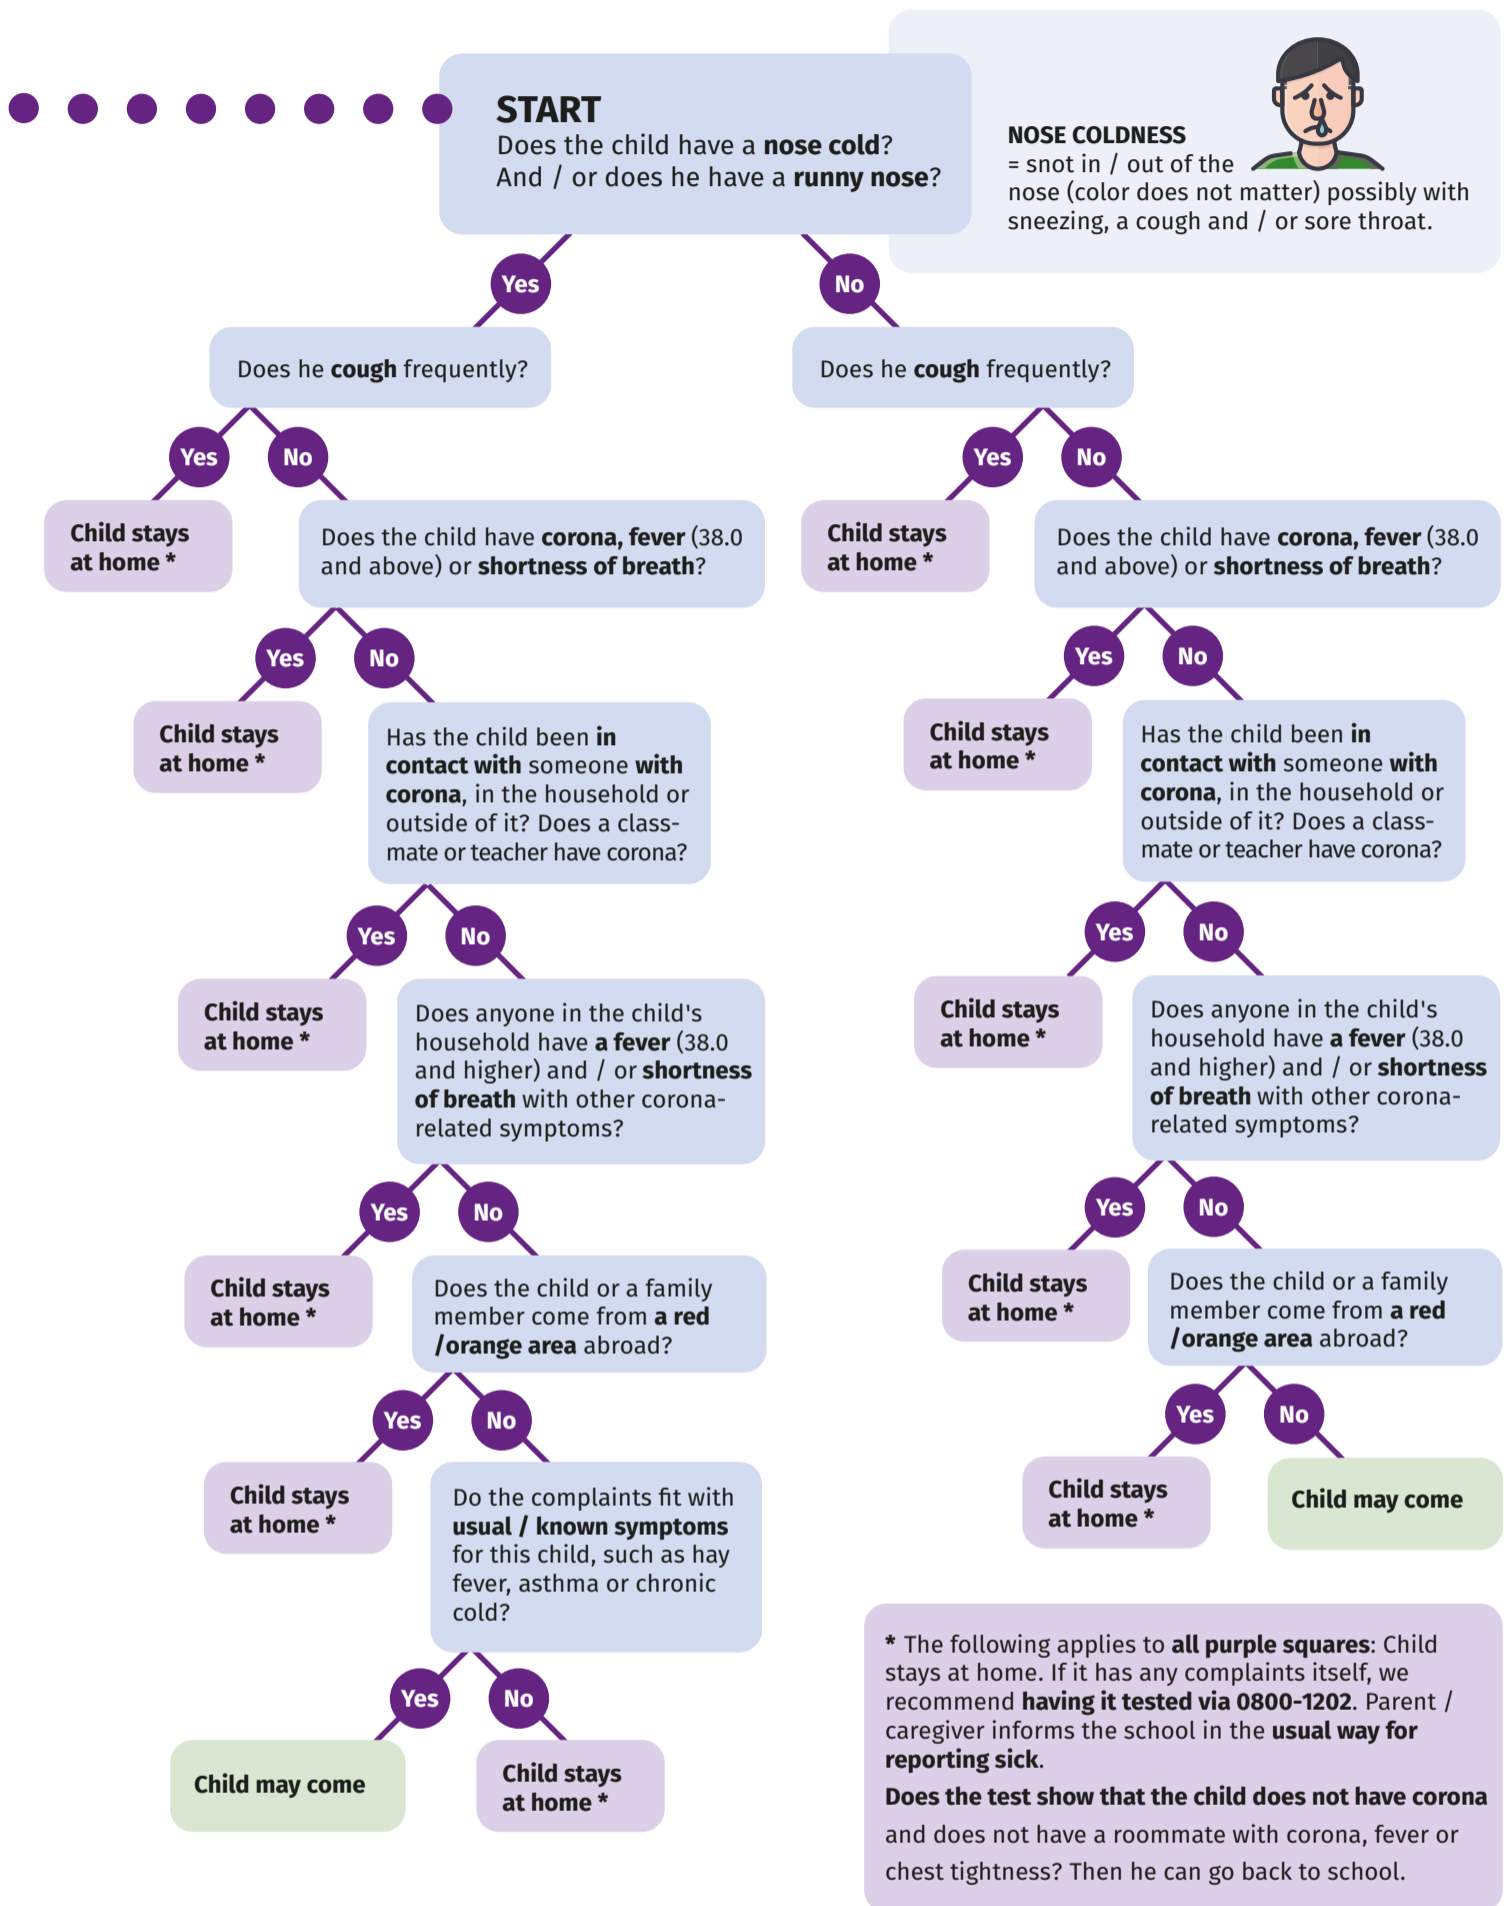 START
Does the child have a nose cold?
And / or does he have a runny nose?
NOSE COLDNESS
= snot in / out of the
nose (color does not matter) possibly with
sneezing, a cough and / or sore throat.
Yes
No
Does he cough frequently?
Yes
No
Child stays
at home *
Does the child have corona, fever (38.0
and above) or shortness of breath?
Yes
No
Child stays
at home *
Has the child been in
contact with someone with
corona, in the household or
outside of it? Does a class-
mate or teacher have corona?
Yes
No
Child stays
at home *
Does anyone in the child's
household have a fever (38.0
and higher) and / or shortness
of breath with other corona-
related symptoms?
Yes
No
Child stays
at home *
Does the child or a family
member come from a red
/orange area abroad?
Yes
No
Child stays
at home *
Do the complaints fit with
usual / known symptoms
for this child, such as hay
fever, asthma or chronic
cold?
Yes
No
Child may come
Child stays
at home *
Does he cough frequently?
Yes
No
Child stays
at home *
Does the child have corona, fever (38.0
and above) or shortness of breath?
Yes
No
Child stays
at home *
Has the child been in
contact with someone with
corona, in the household or
outside of it? Does a class-
mate or teacher have corona?
Yes
No
Child stays
at home *
Does anyone in the child's
household have a fever (38.0
and higher) and / or shortness
of breath with other corona-
related symptoms?
Yes
No
Child stays
at home *
Does the child or a family
member come from a red
/orange area abroad?
Yes
No
Child stays
at home *
Child may come
* The following applies to all purple squares: Child
stays at home. If it has any complaints itself, we
recommend having it tested via 0800-1202. Parent /
caregiver informs the school in the usual way for
reporting sick.
Does the test show that the child does not have corona
and does not have a roommate with corona, fever or
chest tightness? Then he can go back to school.